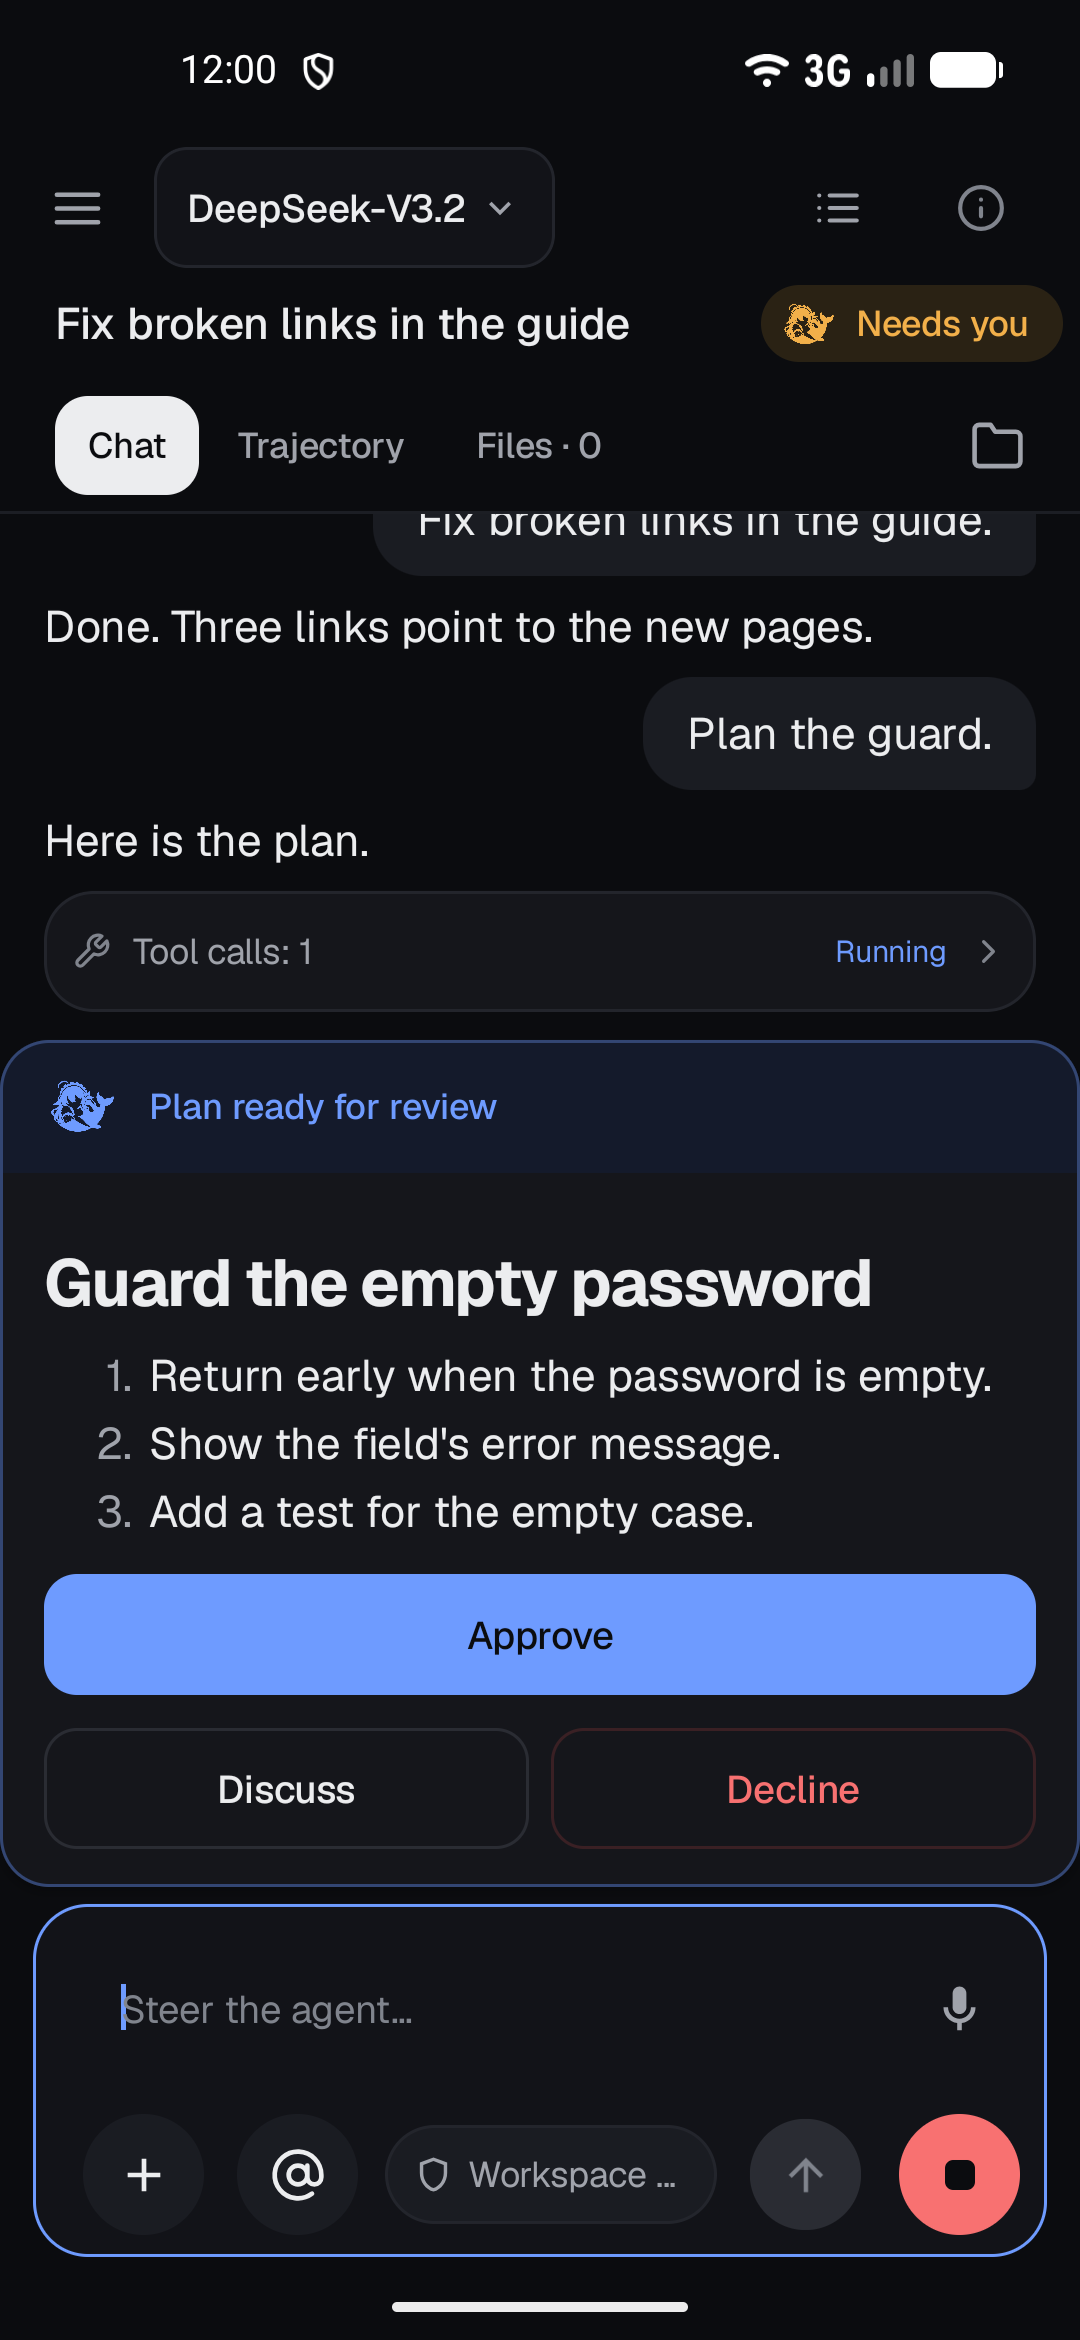 12:00
3G
DeepSeek-V3.2
Fix broken links in the guide
Needs you
Chat
Trajectory
Files · 0
Fix broken links in the guide.
Done. Three links point to the new pages.
Plan the guard.
Here is the plan.
Tool calls: 1
Running
Plan ready for review
Guard the empty password
1. Return early when the password is empty.
2. Show the field's error message.
3. Add a test for the empty case.
Approve
Discuss
Decline
Steer the agent...
Workspace ...